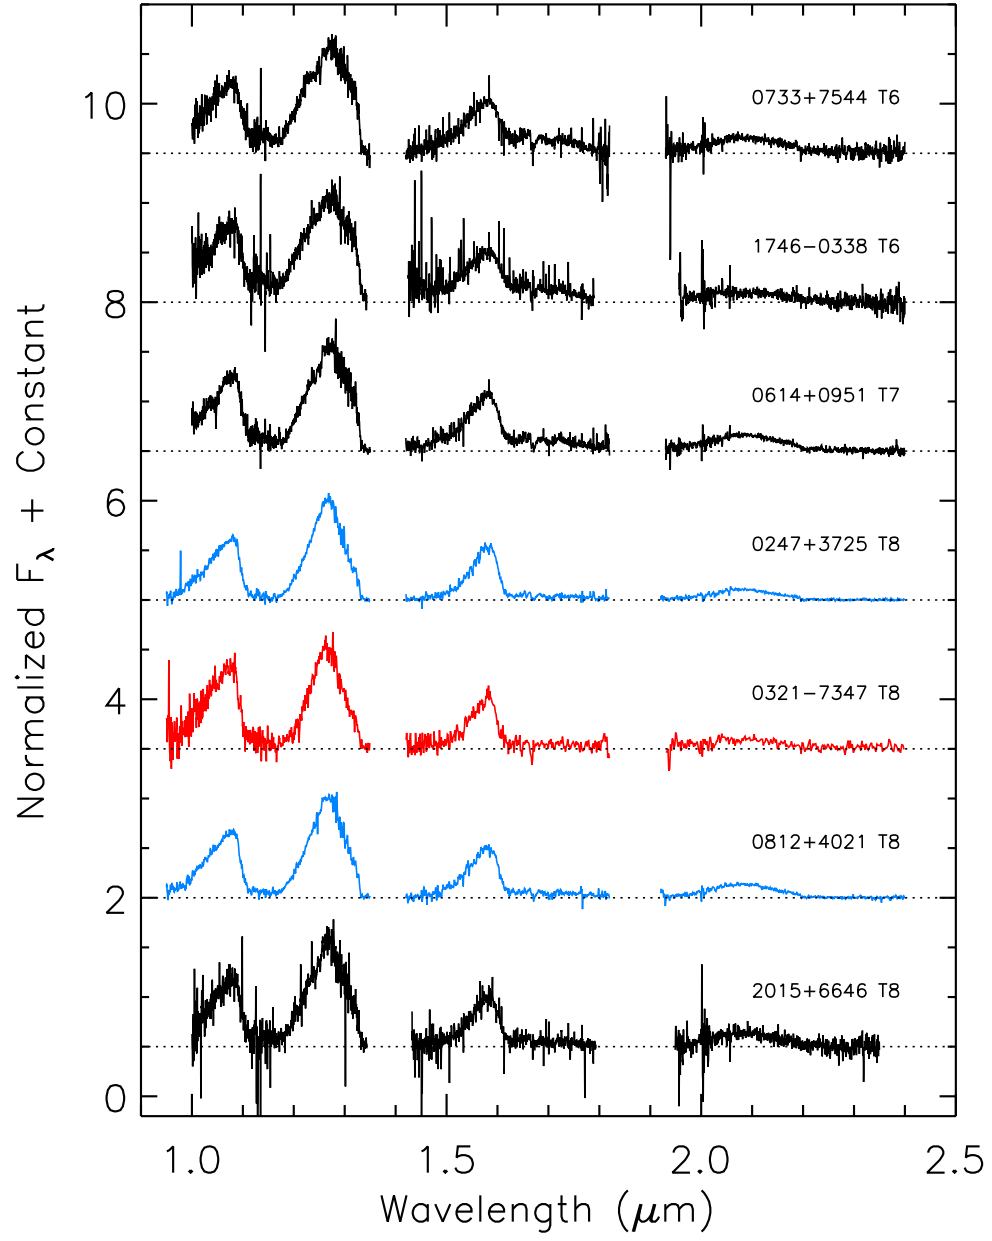 10
8
6
4
2
0
Normalized Fλ + Constant
0733+7544 T6
1746−0338 T6
0614+0951 T7
0247+3725 T8
0321−7347 T8
0812+4021 T8
2015+6646 T8
1.0 1.5 2.0 2.5
Wavelength (μm)